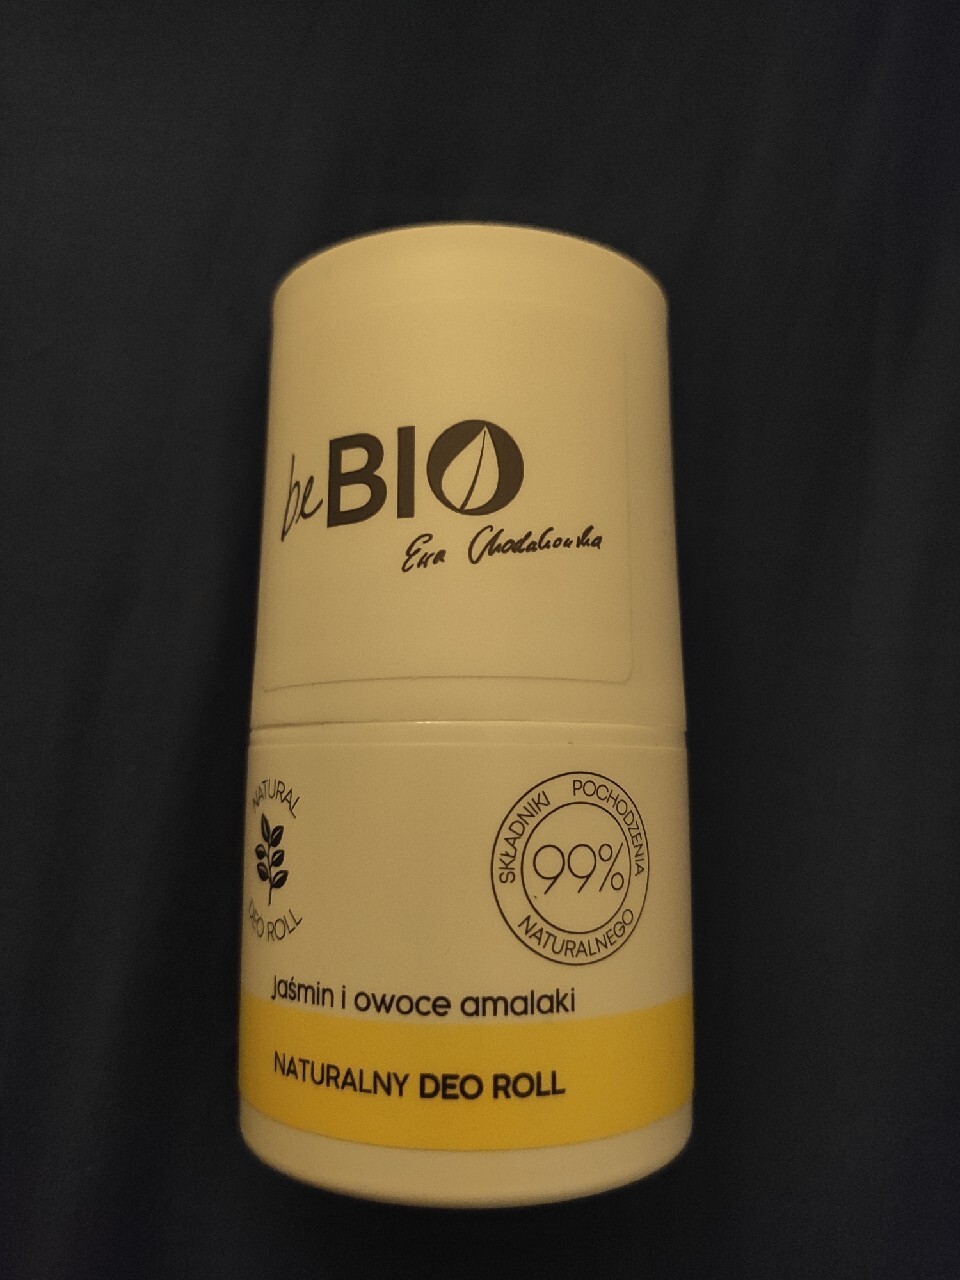 beBIO
Ewa Chodakowska
NATURAL
DEO ROLL
SKŁADNIKI POCHODZENIA
NATURALNEGO
99%
jaśmin i owoce amalaki
NATURALNY DEO ROLL